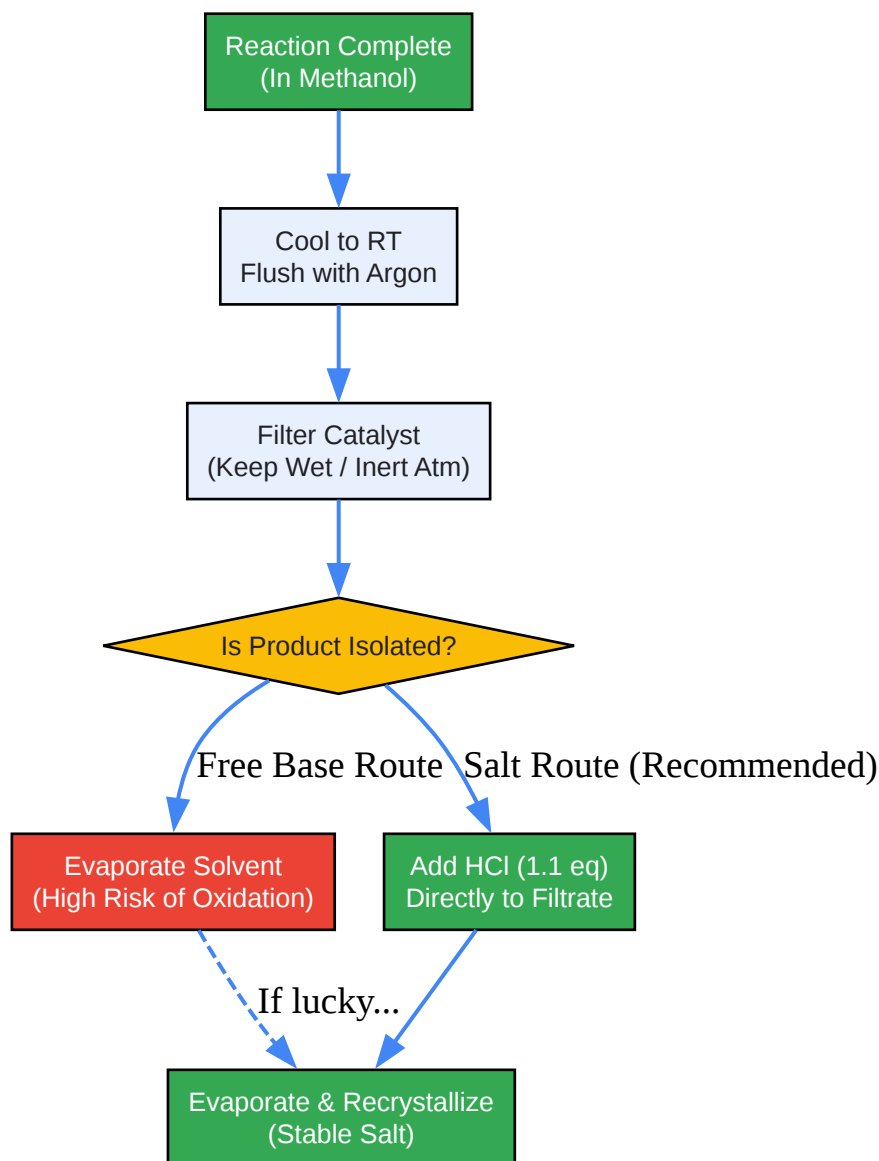 Reaction Complete
(In Methanol)
Cool to RT
Flush with Argon
Filter Catalyst
(Keep Wet / Inert Atm)
Is Product Isolated?
Free Base Route
Salt Route (Recommended)
Evaporate Solvent
(High Risk of Oxidation)
Add HCl (1.1 eq)
Directly to Filtrate
If lucky...
Evaporate & Recrystallize
(Stable Salt)